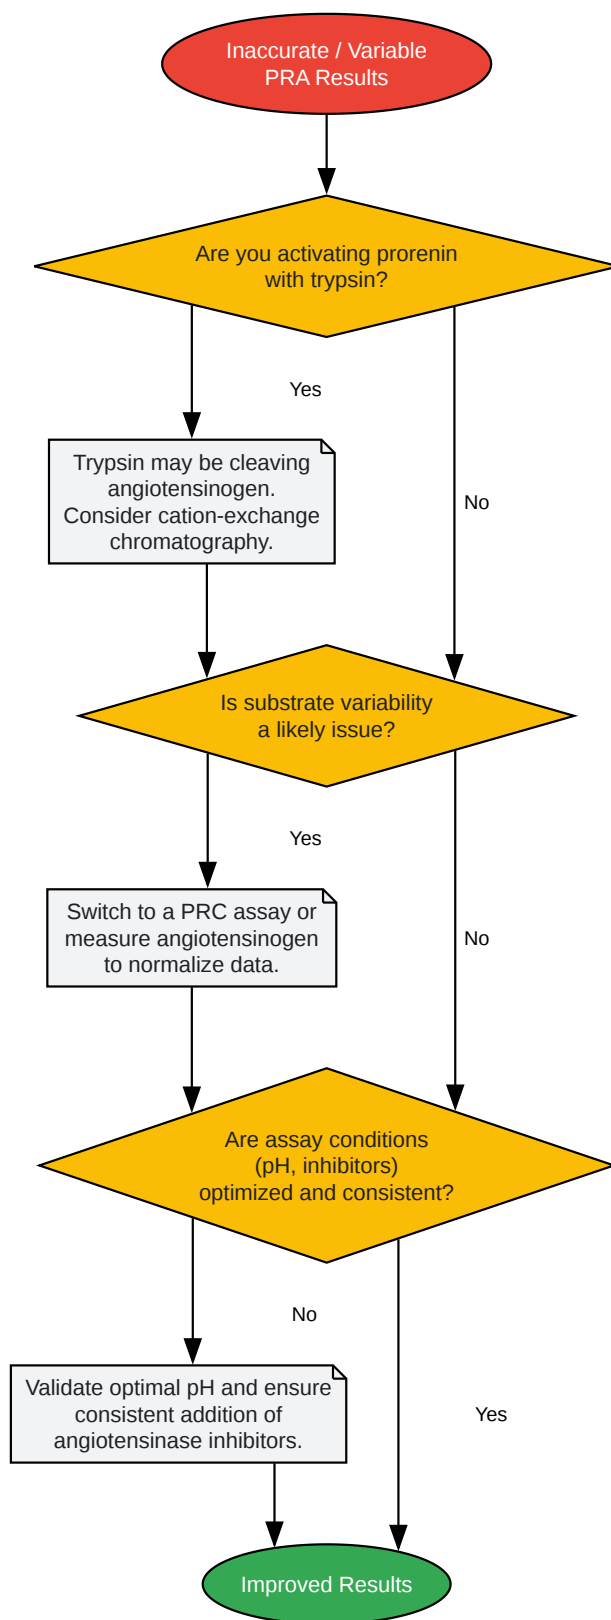 Inaccurate / Variable
PRA Results
Are you activating prorenin
with trypsin?
Yes
Trypsin may be cleaving
angiotensinogen.
Consider cation-exchange
chromatography.
No
Is substrate variability
a likely issue?
Yes
Switch to a PRC assay or
measure angiotensinogen
to normalize data.
No
Are assay conditions
(pH, inhibitors)
optimized and consistent?
No
Validate optimal pH and ensure
consistent addition of
angiotensinase inhibitors.
Yes
Improved Results